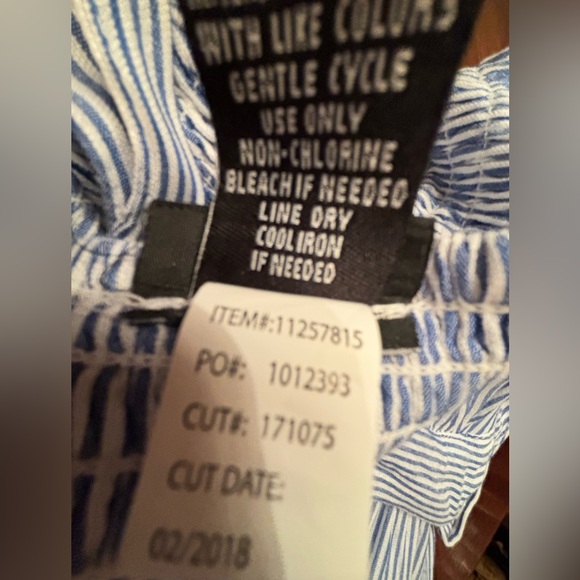 WITH LIKE COLORS
GENTLE CYCLE
USE ONLY
NON-CHLORINE
BLEACH IF NEEDED
LINE DRY
COOL IRON
IF NEEDED
ITEM#:11257815
PO#: 1012393
CUT#: 171075
CUT DATE:
02/2018